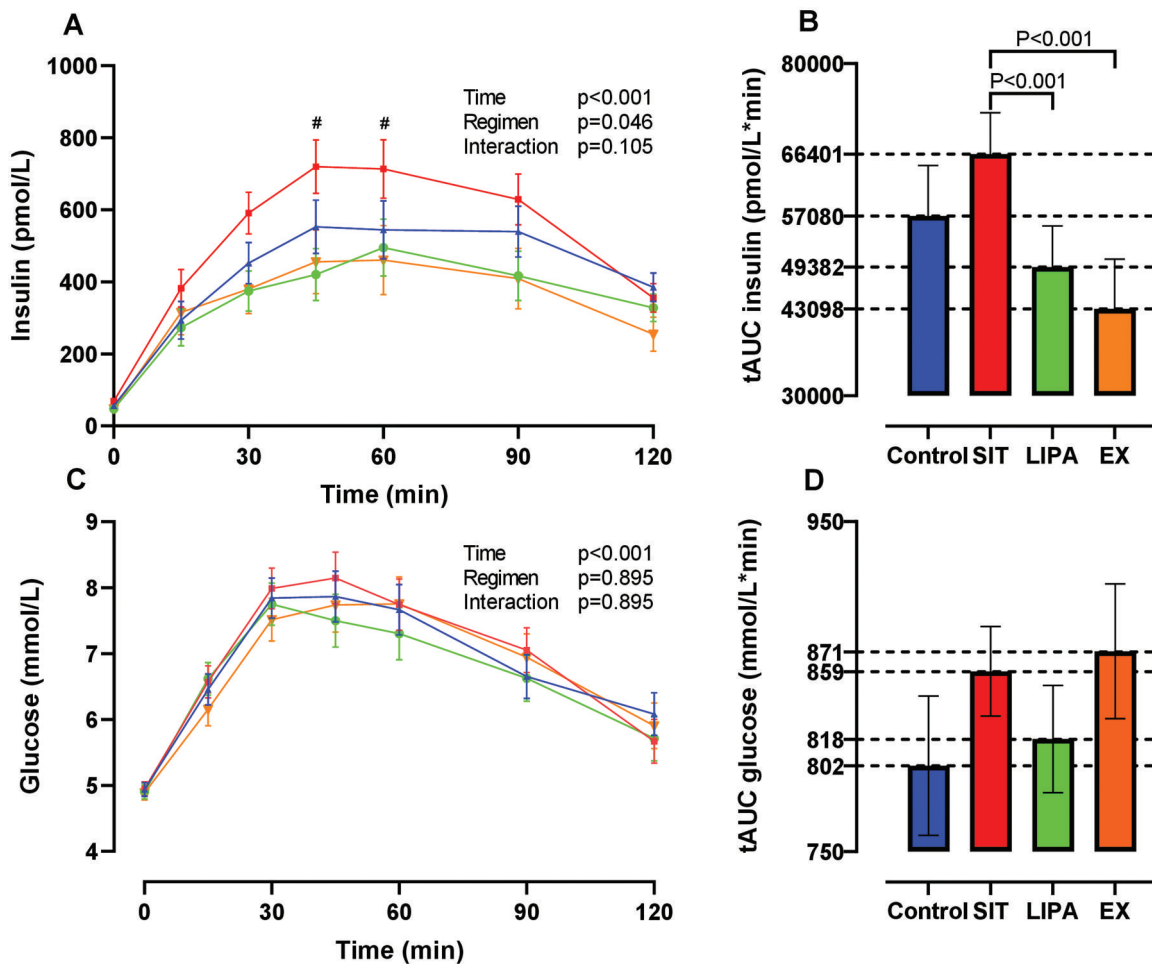 A
Insulin (pmol/L)
1000
800
600
400
200
0
# #
Time p<0.001
Regimen p=0.046
Interaction p=0.105
0 30 60 90 120
Time (min)
B
tAUC insulin (pmol/L*min)
P<0.001
P<0.001
80000
66401
57080
49382
43098
30000
Control SIT LIPA EX
C
Glucose (mmol/L)
9
8
7
6
5
4
Time p<0.001
Regimen p=0.895
Interaction p=0.895
0 30 60 90 120
Time (min)
D
tAUC glucose (mmol/L*min)
950
871
859
818
802
750
Control SIT LIPA EX